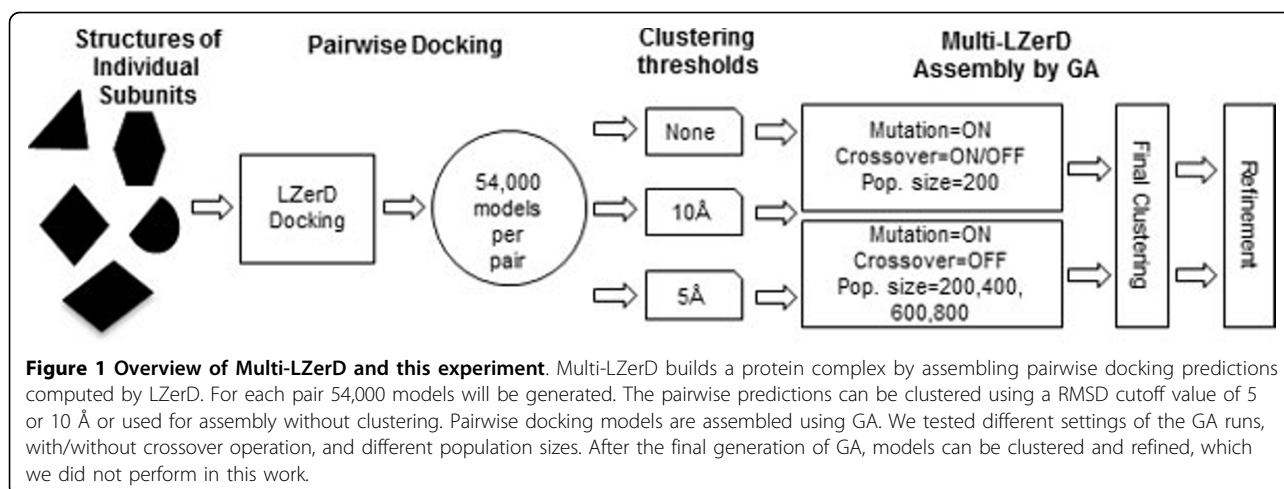 Structures of
Individual
Subunits
Pairwise Docking
Clustering
thresholds
Multi-LZerD
Assembly by GA
LZerD
Docking
54,000
models
per
pair
None
10Å
5Å
Mutation=ON
Crossover=ON/OFF
Pop. size=200
Mutation=ON
Crossover=OFF
Pop. size=200,400,
600,800
Final Clustering
Refinement
Figure 1 Overview of Multi-LZerD and this experiment. Multi-LZerD builds a protein complex by assembling pairwise docking predictions
computed by LZerD. For each pair 54,000 models will be generated. The pairwise predictions can be clustered using a RMSD cutoff value of 5
or 10 Å or used for assembly without clustering. Pairwise docking models are assembled using GA. We tested different settings of the GA runs,
with/without crossover operation, and different population sizes. After the final generation of GA, models can be clustered and refined, which
we did not perform in this work.